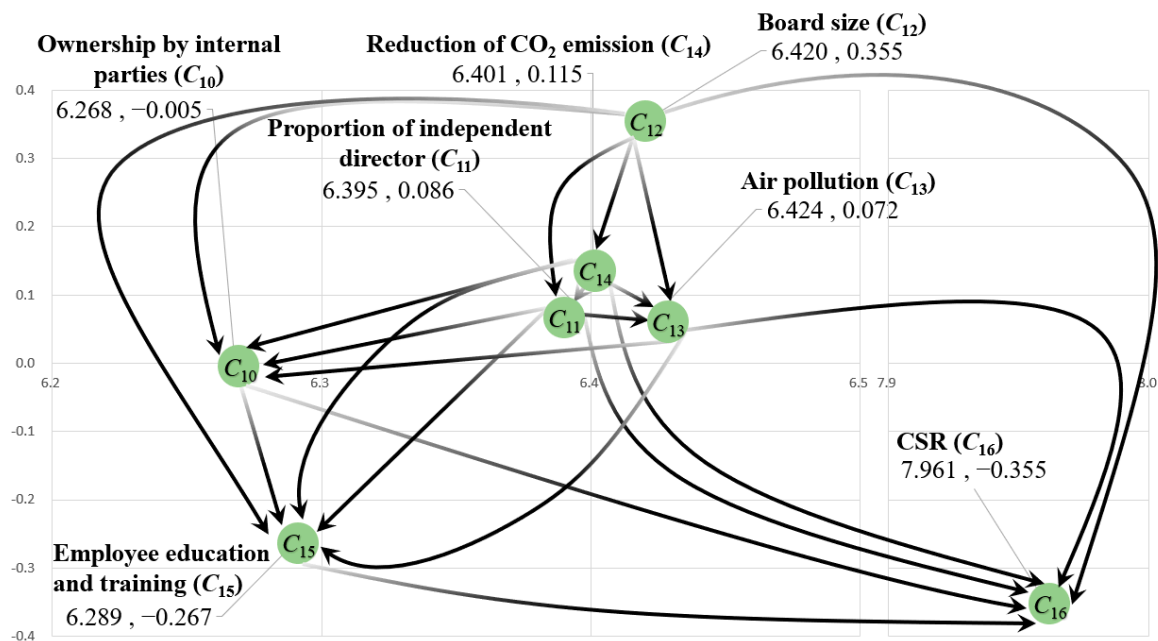 Board size (C₁₂)
6.420 , 0.355
Ownership by internal
parties (C₁₀)
6.268 , −0.005
Reduction of CO₂ emission (C₁₄)
6.401 , 0.115
Proportion of independent
director (C₁₁)
6.395 , 0.086
Air pollution (C₁₃)
6.424 , 0.072
CSR (C₁₆)
7.961 , −0.355
Employee education
and training (C₁₅)
6.289 , −0.267
C₁₂
C₁₄
C₁₁
C₁₃
C₁₀
C₁₅
C₁₆
0.4
0.3
0.2
0.1
0.0
-0.1
-0.2
-0.3
-0.4
6.2
6.3
6.4
6.5
7.9
8.0